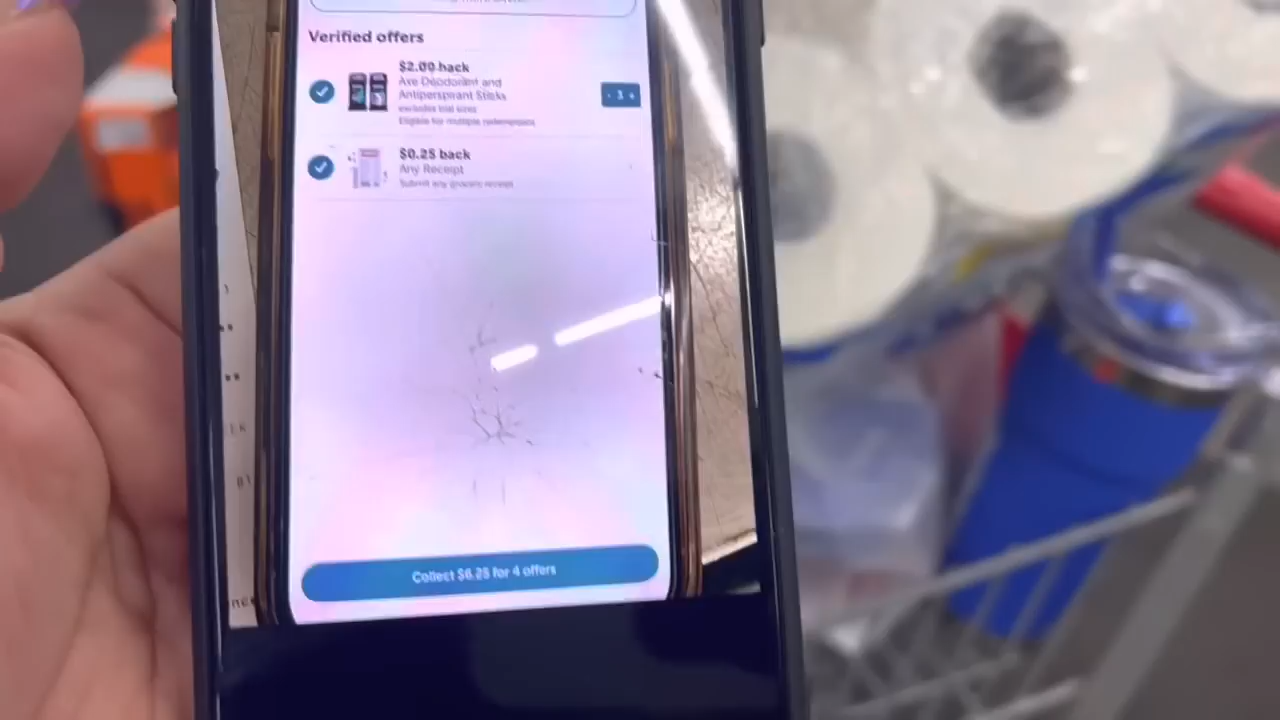 Verified offers
$2.00 back
Axe Deodorant and
Antiperspirant Sticks
excludes trial sizes
Eligible for multiple redemptions
- 3 +
$0.25 back
Any Receipt
Submit any grocery receipt
Collect $6.25 for 4 offers